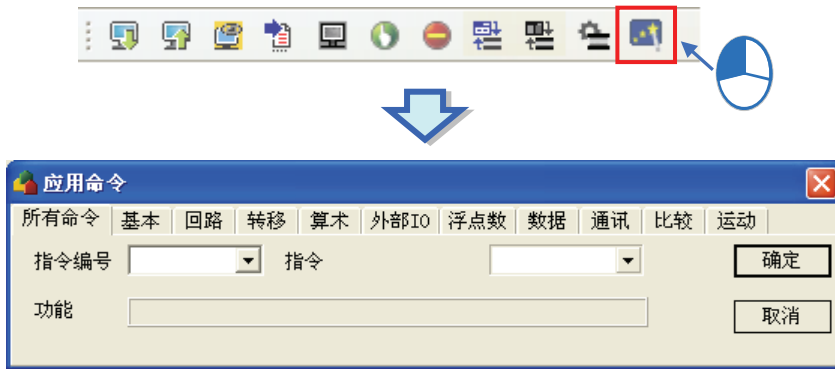 应用命令
所有命令 基本 回路 转移 算术 外部IO 浮点数 数据 通讯 比较 运动
指令编号 指令 确定
功能 取消